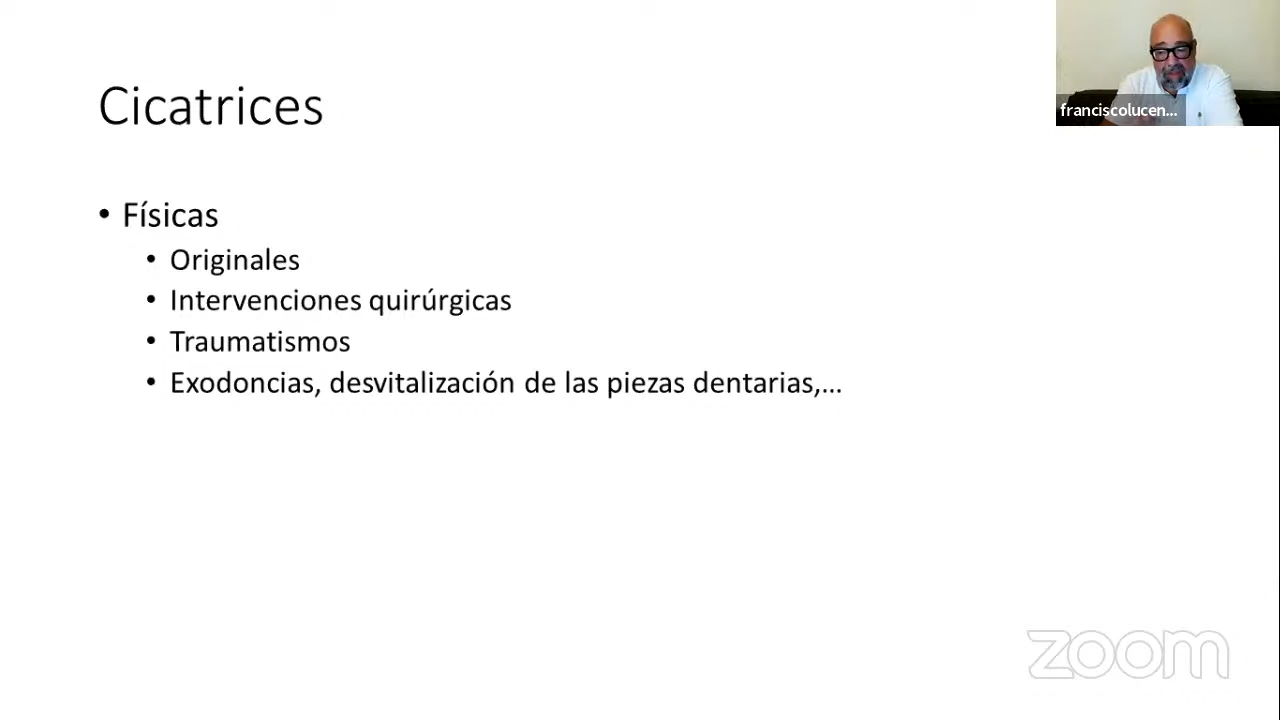 Cicatrices
franciscolucen...
• Físicas
• Originales
• Intervenciones quirúrgicas
• Traumatismos
• Exodoncias, desvitalización de las piezas dentarias,...
zoom